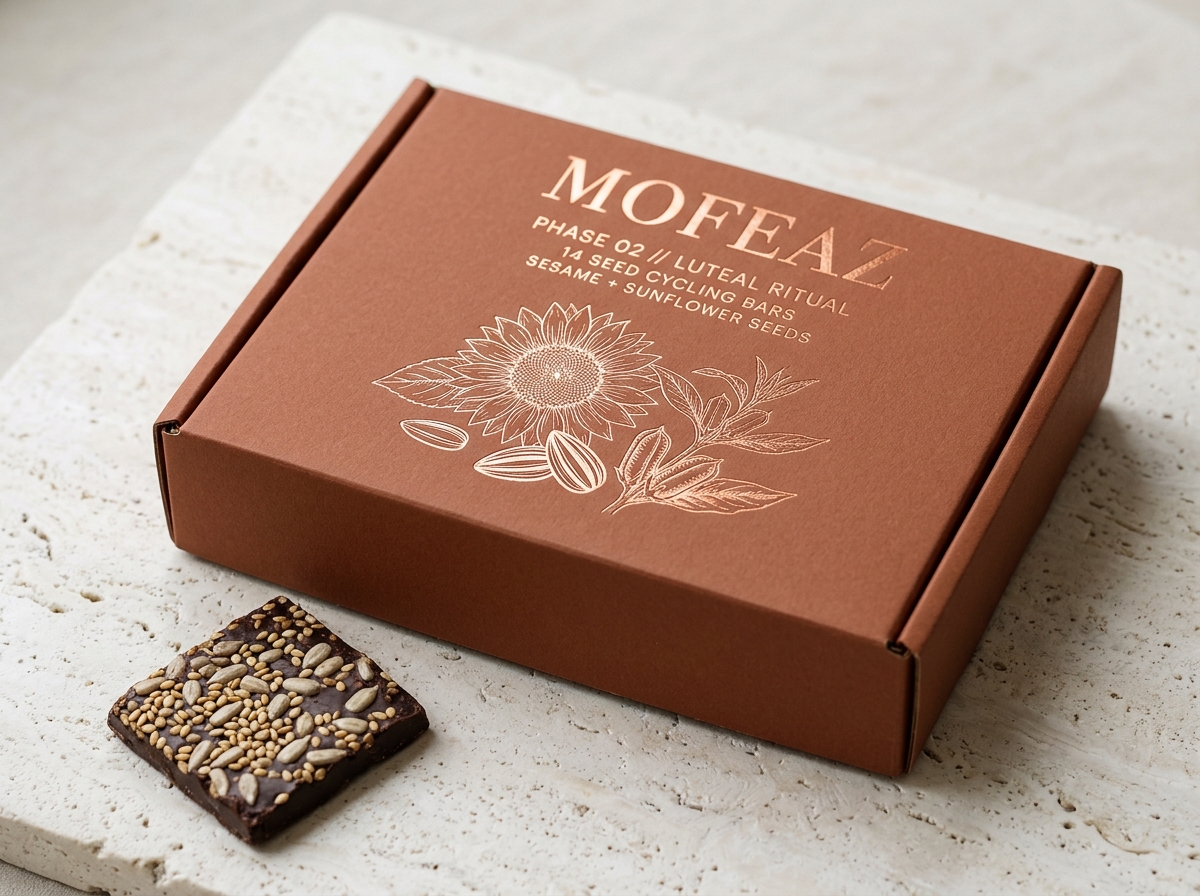 MOFEAZ
PHASE 02 // LUTEAL RITUAL
14 SEED CYCLING BARS
SESAME + SUNFLOWER SEEDS